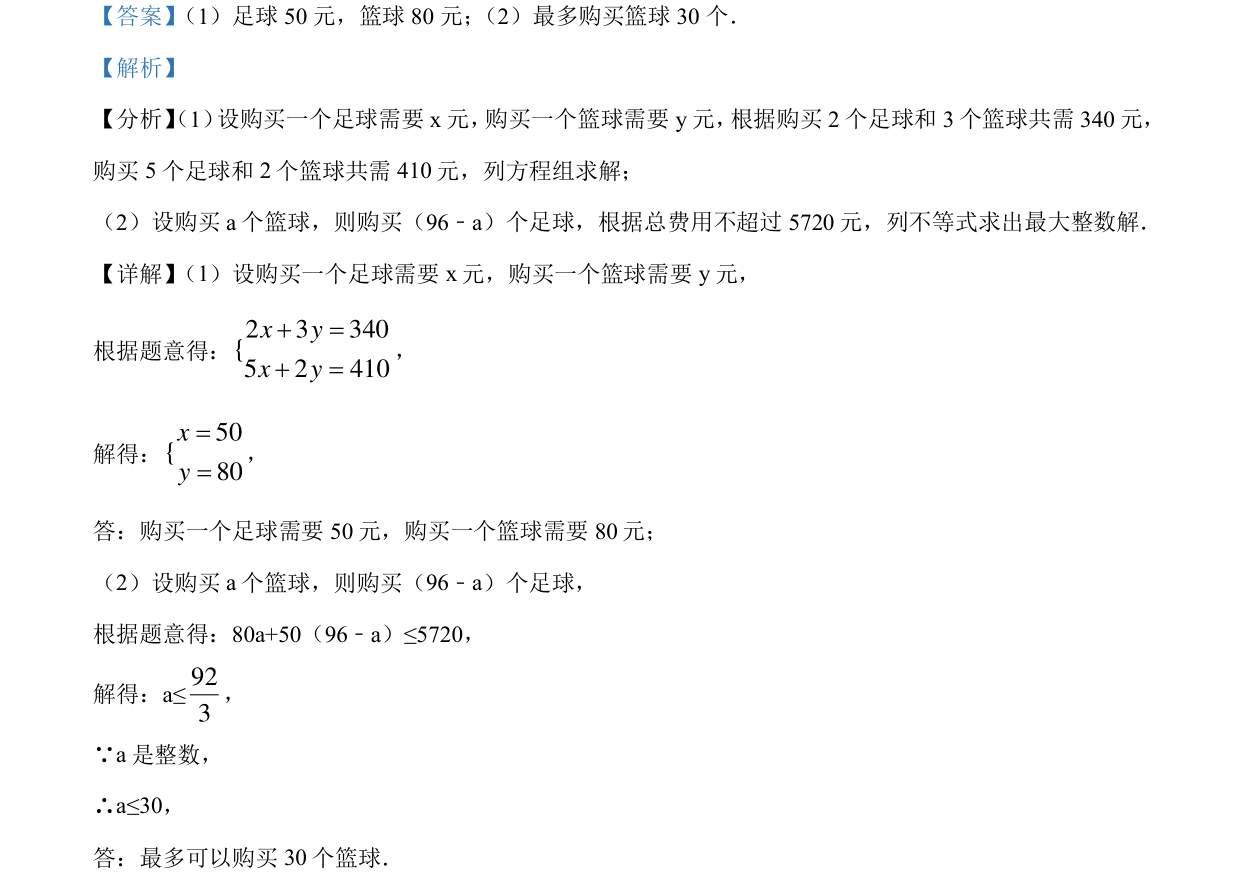 【答案】（1）足球 50 元，篮球 80 元；（2）最多购买篮球 30 个．
【解析】
【分析】（1）设购买一个足球需要 x 元，购买一个篮球需要 y 元，根据购买 2 个足球和 3 个篮球共需 340 元，
购买 5 个足球和 2 个篮球共需 410 元，列方程组求解；
（2）设购买 a 个篮球，则购买（96﹣a）个足球，根据总费用不超过 5720 元，列不等式求出最大整数解．
【详解】（1）设购买一个足球需要 x 元，购买一个篮球需要 y 元，
根据题意得：{2x+3y=340
5x+2y=410，
解得：{x=50
y=80，
答：购买一个足球需要 50 元，购买一个篮球需要 80 元；
（2）设购买 a 个篮球，则购买（96﹣a）个足球，
根据题意得：80a+50（96﹣a）≤5720，
解得：a≤92/3，
∵a 是整数，
∴a≤30，
答：最多可以购买 30 个篮球．